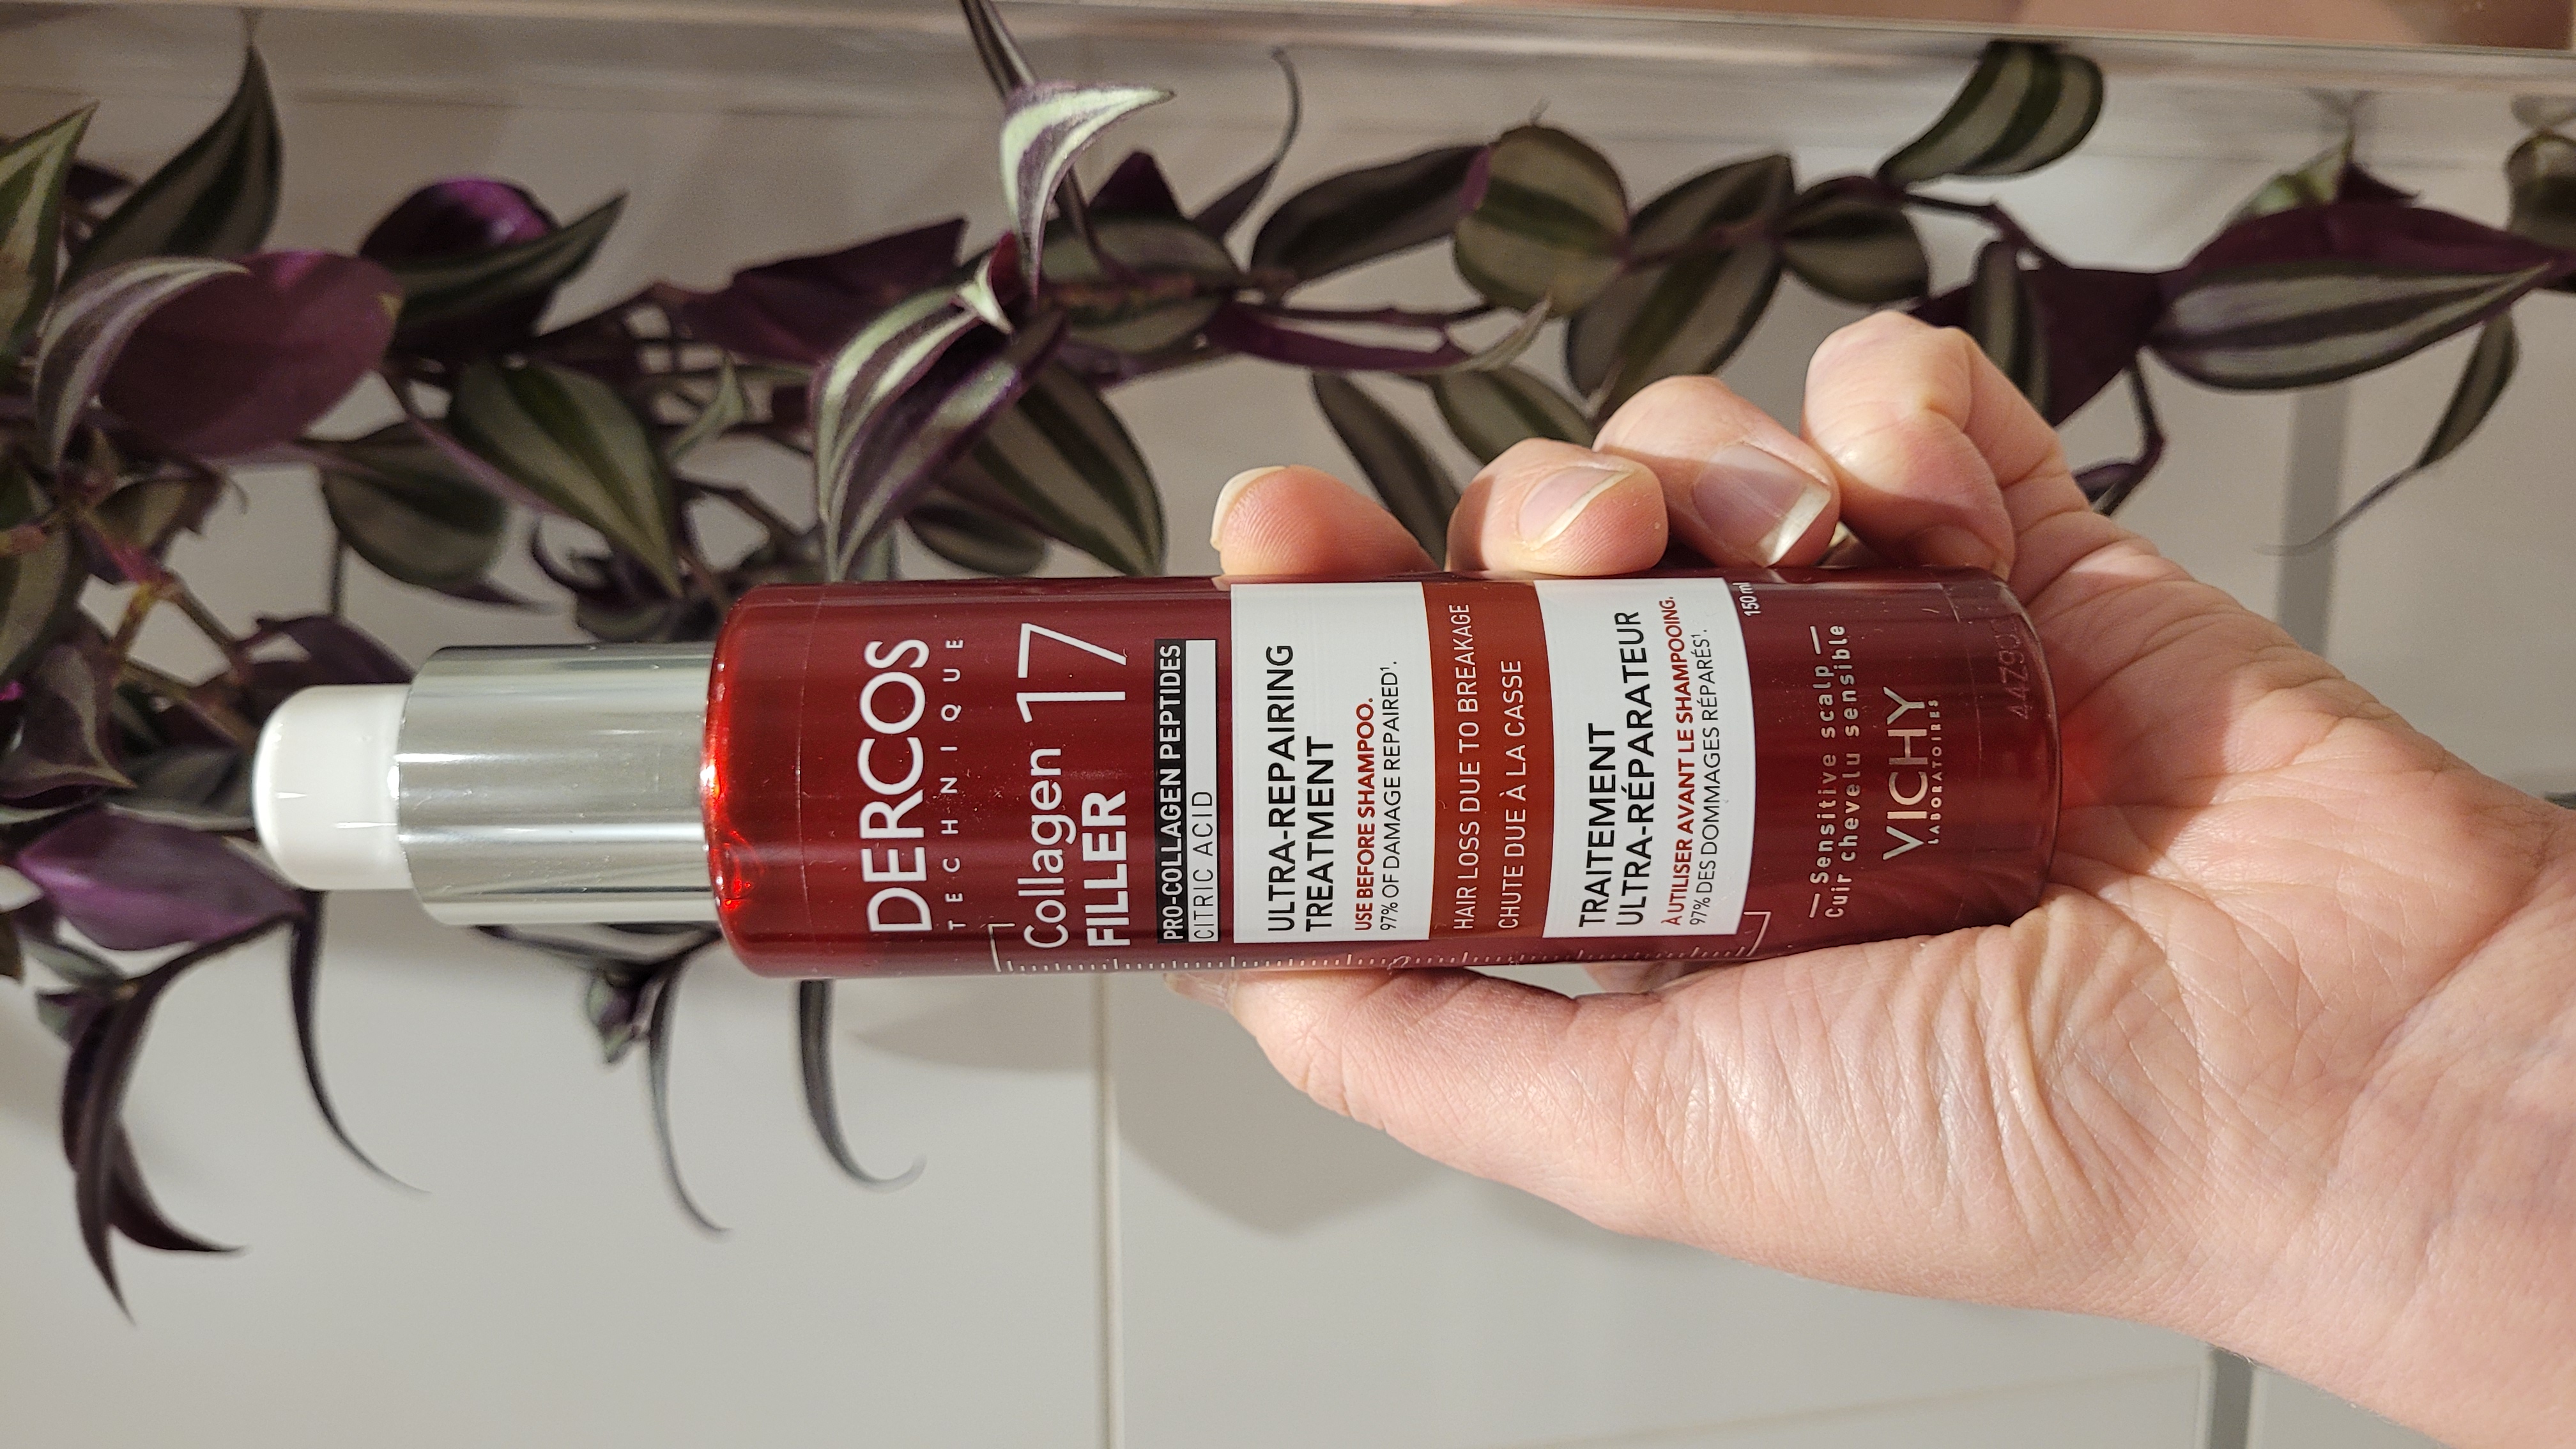 DERCOS
TECHNIQUE
Collagen 17
FILLER
PRO-COLLAGEN PEPTIDES
CITRIC ACID
ULTRA-REPAIRING
TREATMENT
USE BEFORE SHAMPOO.
97% OF DAMAGE REPAIRED¹.
HAIR LOSS DUE TO BREAKAGE
CHUTE DUE À LA CASSE
TRAITEMENT
ULTRA-RÉPARATEUR
À UTILISER AVANT LE SHAMPOOING.
97% DES DOMMAGES RÉPARÉS¹.
150 ml
— Sensitive scalp —
Cuir chevelu sensible
VICHY
LABORATOIRES